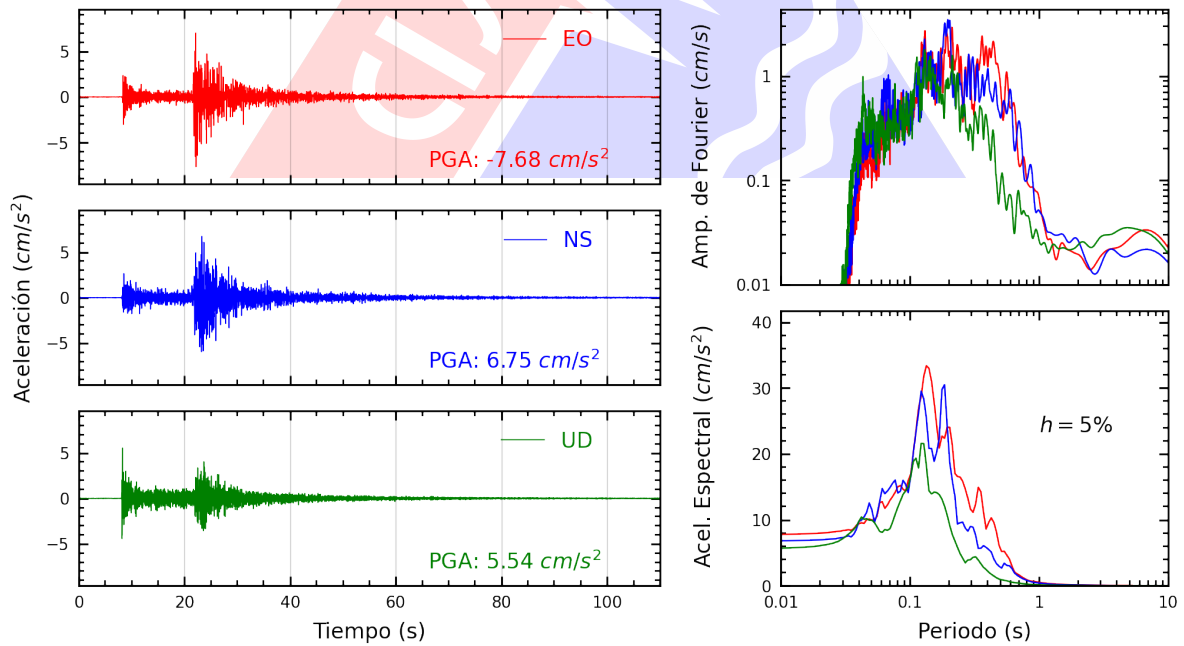 Aceleración (cm/s²)
5
0
−5
EO
PGA: -7.68 cm/s²
5
0
−5
NS
PGA: 6.75 cm/s²
5
0
−5
UD
PGA: 5.54 cm/s²
0 20 40 60 80 100
Tiempo (s)
Amp. de Fourier (cm/s)
1
0.1
0.01
Acel. Espectral (cm/s²)
40
30
20
10
0
h = 5%
0.01 0.1 1 10
Periodo (s)